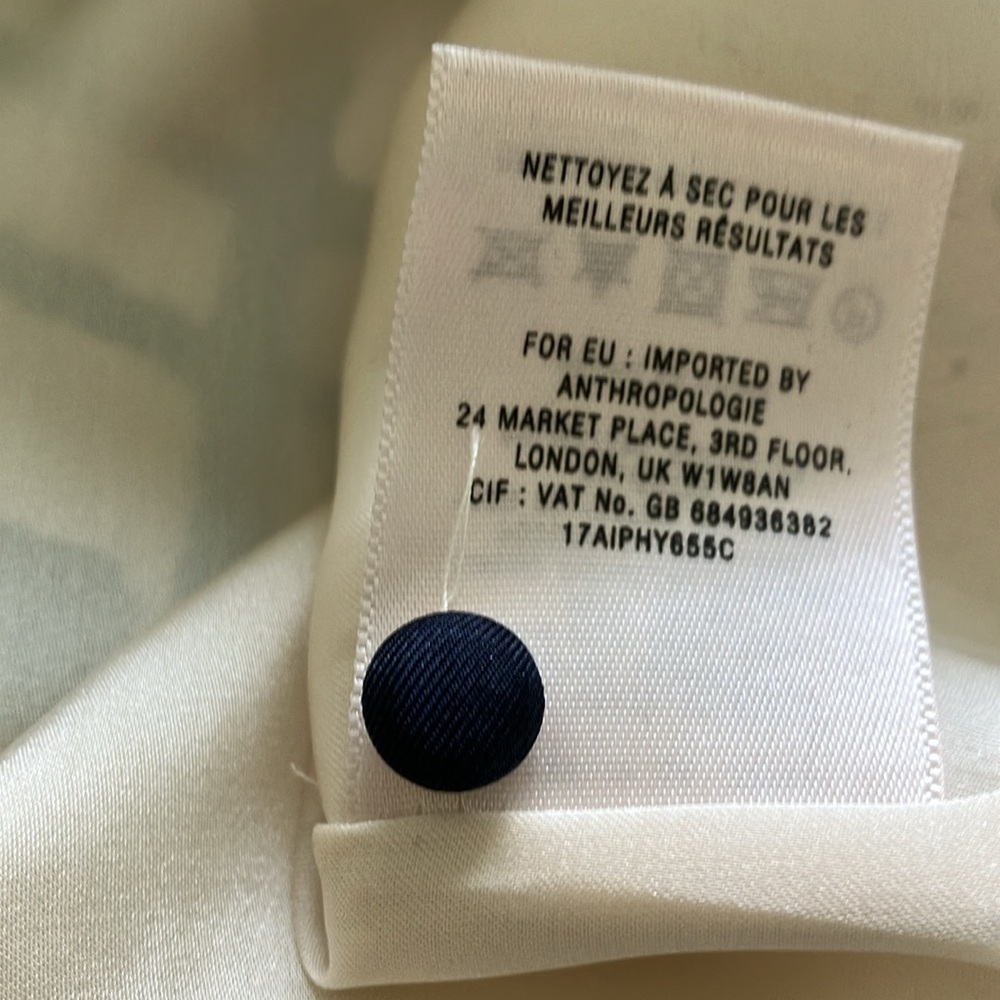 NETTOYEZ À SEC POUR LES
MEILLEURS RÉSULTATS
FOR EU : IMPORTED BY
ANTHROPOLOGIE
24 MARKET PLACE, 3RD FLOOR,
LONDON, UK W1W8AN
CIF : VAT No. GB 684936382
17AIPHY655C